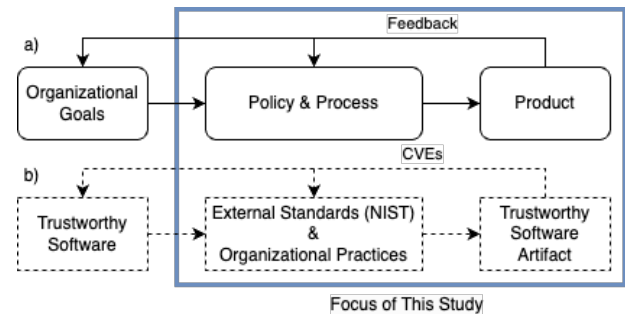 Feedback
a)
Organizational
Goals
Policy & Process
Product
CVEs
b)
Trustworthy
Software
External Standards (NIST)
&
Organizational Practices
Trustworthy
Software
Artifact
Focus of This Study